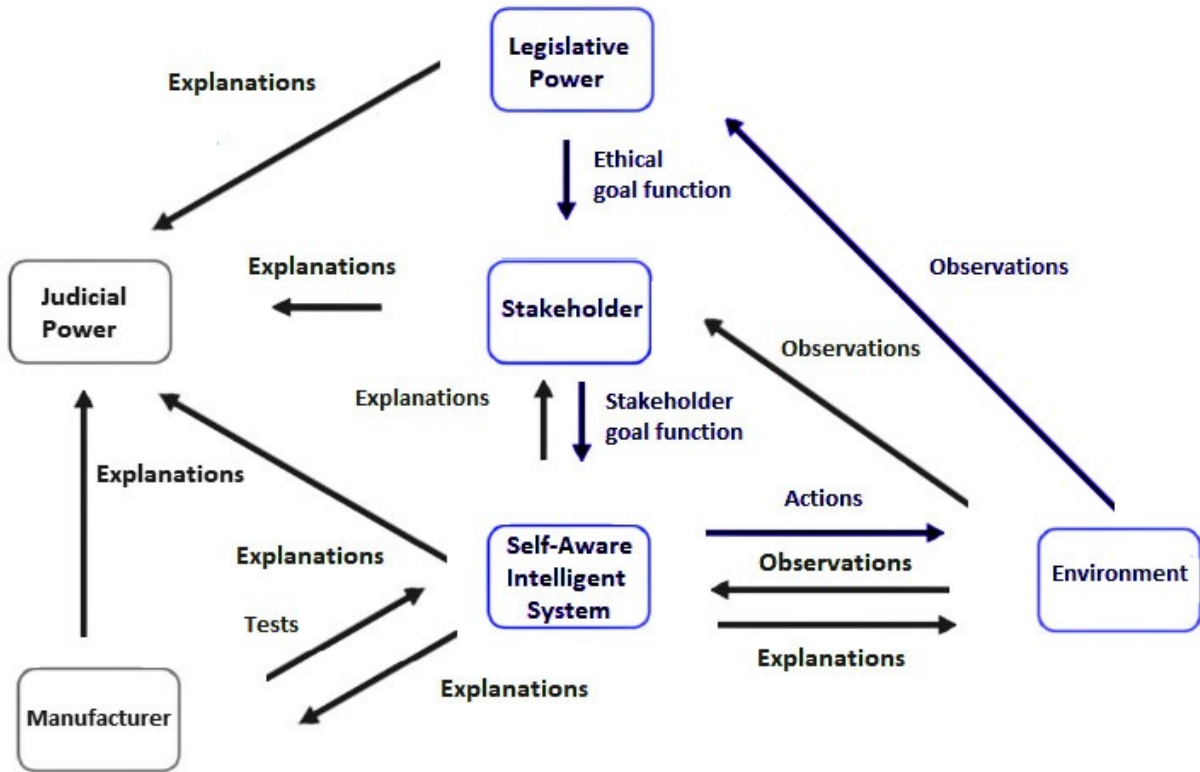 Legislative
Power
Explanations
Ethical
goal function
Observations
Explanations
Judicial
Power
Stakeholder
Observations
Explanations
Stakeholder
goal function
Explanations
Actions
Self-Aware
Intelligent
System
Explanations
Observations
Environment
Tests
Explanations
Explanations
Manufacturer